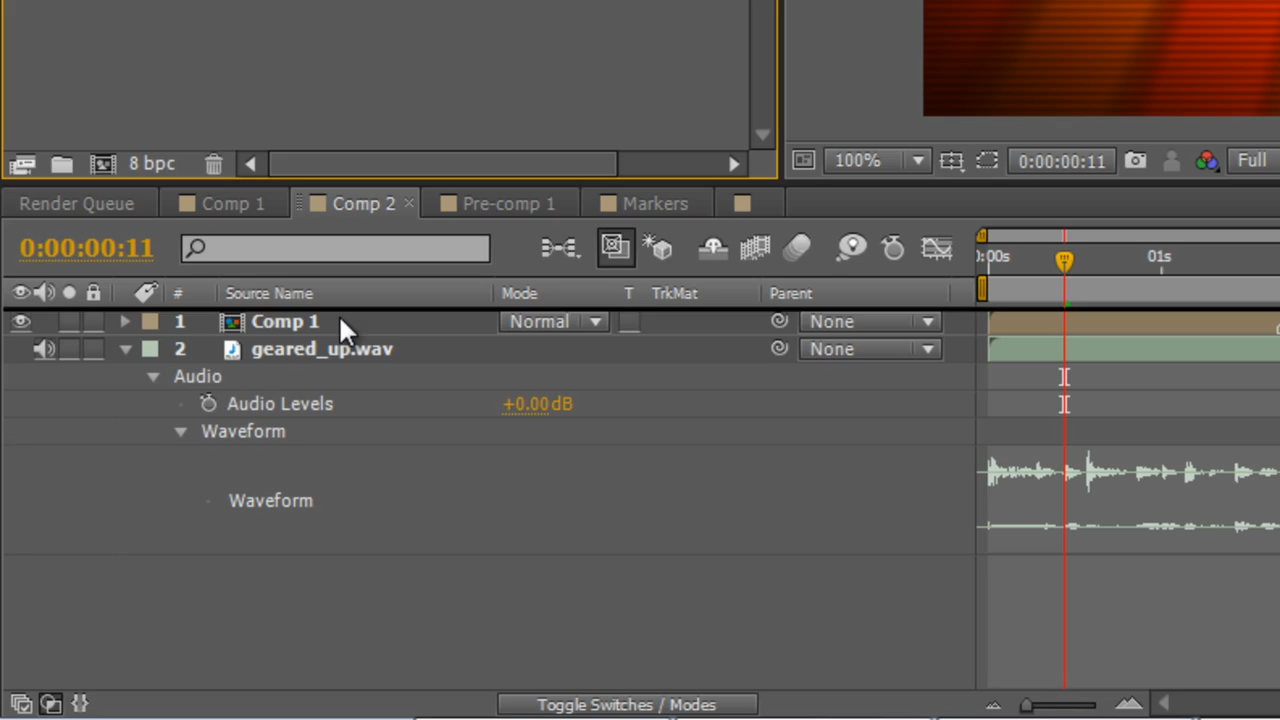 8 bpc
100%
0:00:00:11
Full
Render Queue
Comp 1
Comp 2
Pre-comp 1
Markers
0:00:00:11
):00s
01s
#
Source Name
Mode
T
TrkMat
Parent
1
Comp 1
Normal
None
2
geared_up.wav
None
Audio
Audio Levels
+0.00 dB
Waveform
Waveform
Toggle Switches / Modes